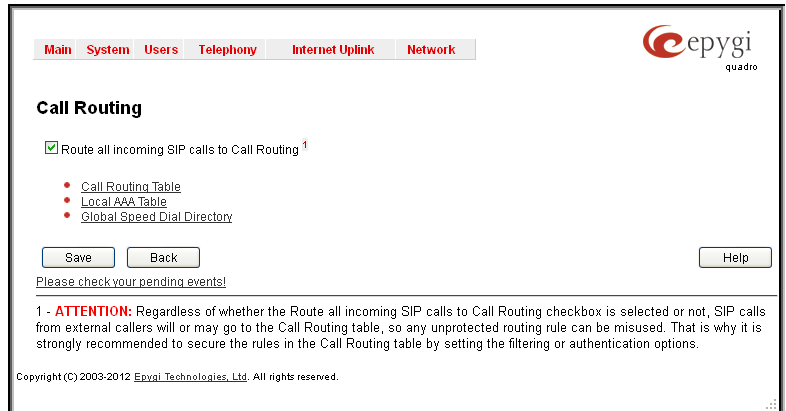 Main System Users Telephony Internet Uplink Network
epygi
quadro
Call Routing
Route all incoming SIP calls to Call Routing 1
Call Routing Table
Local AAA Table
Global Speed Dial Directory
Save Back Help
Please check your pending events!
1 - ATTENTION: Regardless of whether the Route all incoming SIP calls to Call Routing checkbox is selected or not, SIP calls
from external callers will or may go to the Call Routing table, so any unprotected routing rule can be misused. That is why it is
strongly recommended to secure the rules in the Call Routing table by setting the filtering or authentication options.
Copyright (C) 2003-2012 Epygi Technologies, Ltd. All rights reserved.